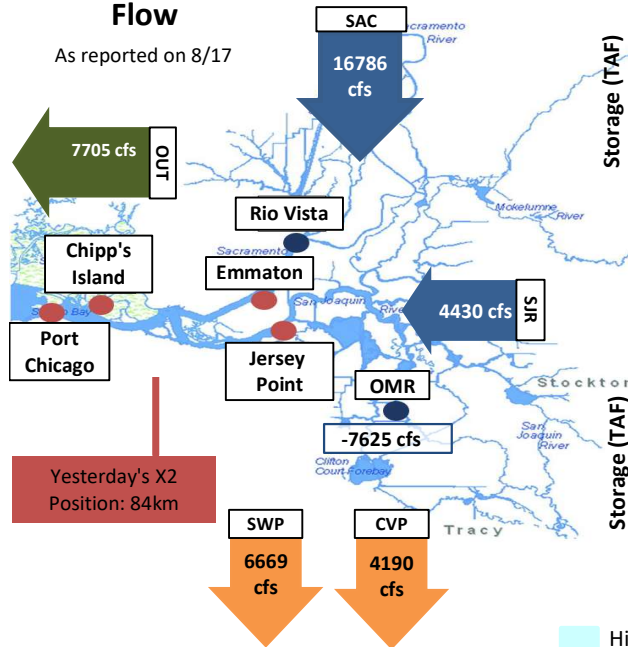 Flow
As reported on 8/17
SAC
Sacramento
River
16786
cfs
Storage (TAF)
7705 cfs
OUT
Rio Vista
Mokelumne
River
Chipp's
Island
Sacramento
Emmaton
San Joaquin
River
4430 cfs
SJR
Port
Chicago
Jersey
Point
OMR
Stockton
-7625 cfs
San
Joaquin
River
Storage (TAF)
Clifton
Court Forebay
Yesterday's X2
Position: 84km
Tracy
SWP
CVP
6669
cfs
4190
cfs
Hi